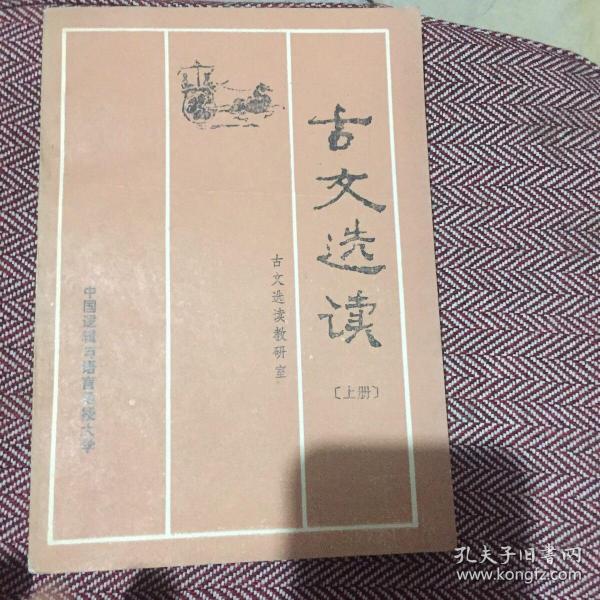 古文选读
〔上册〕
古文选读教研室
中国逻辑与语言函授大学
孔夫子旧书网
www.kongfz.com